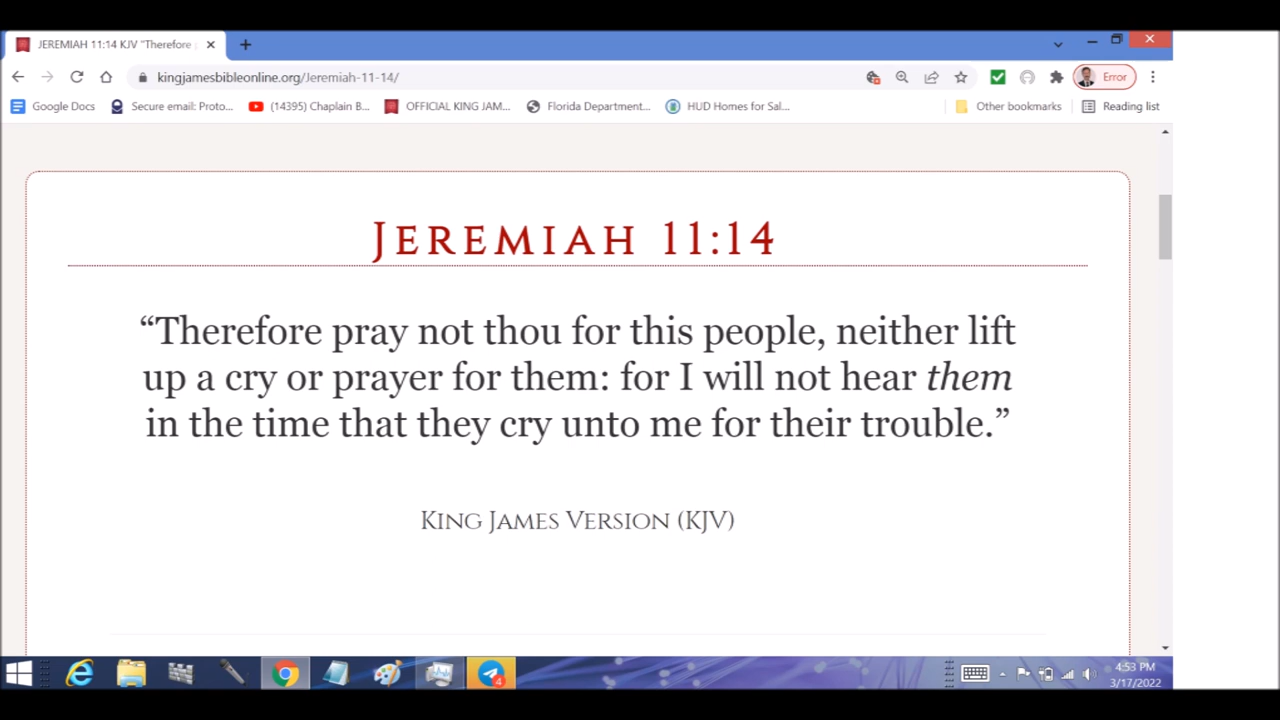 JEREMIAH 11:14 KJV "Therefore
kingjamesbibleonline.org/Jeremiah-11-14/
Error
Google Docs
Secure email: Proto...
(14395) Chaplain B...
OFFICIAL KING JAM...
Florida Department...
HUD Homes for Sal...
Other bookmarks
Reading list
JEREMIAH 11:14
“Therefore pray not thou for this people, neither lift
up a cry or prayer for them: for I will not hear them
in the time that they cry unto me for their trouble.”
KING JAMES VERSION (KJV)
4
4:53 PM
3/17/2022